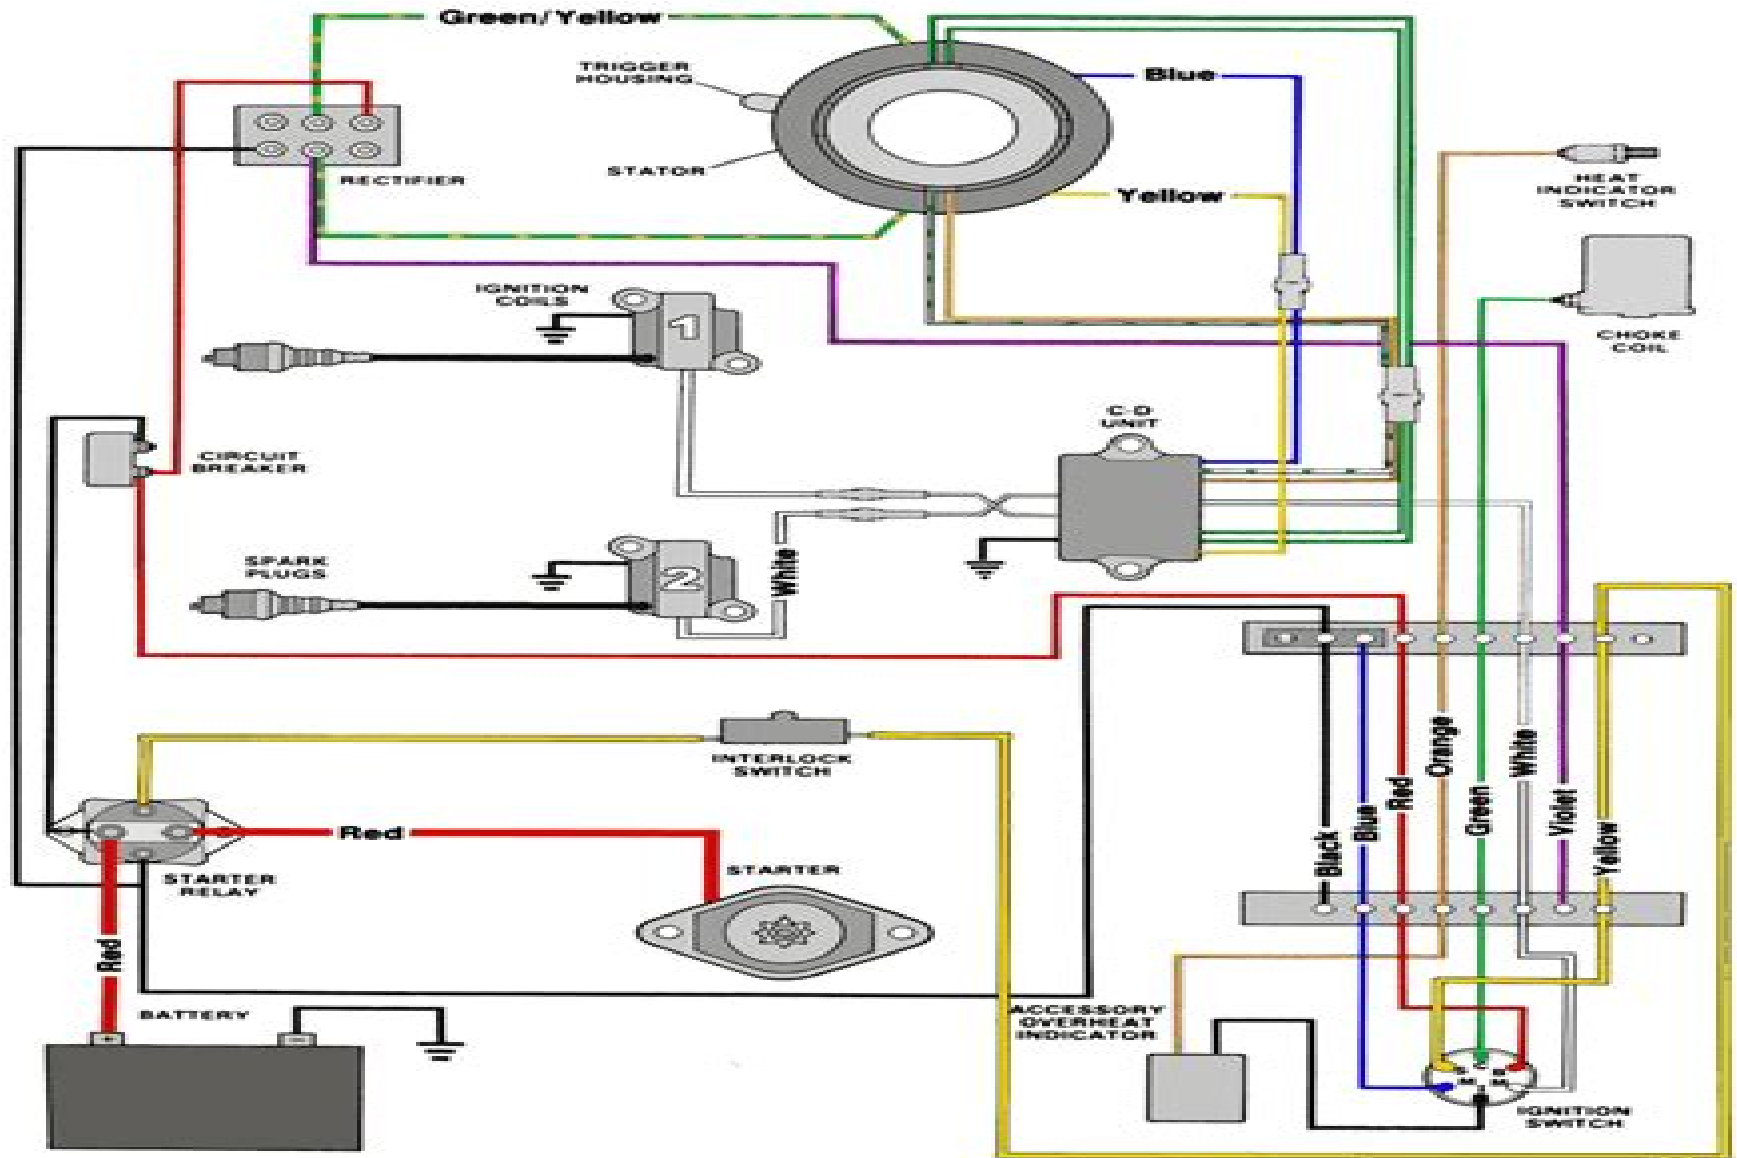 Green/Yellow
TRIGGER
HOUSING
Blue
STATOR
RECTIFIER
Yellow
HEAT
INDICATOR
SWITCH
IGNITION
COILS
1
CHOKE
COIL
C-D
UNIT
CIRCUIT
BREAKER
SPARK
PLUGS
2
White
INTERLOCK
SWITCH
Orange
White
Red
Green
Violet
Blue
Black
Yellow
Red
STARTER
STARTER
RELAY
Red
BATTERY
+
−
ACCESSORY
OVERHEAT
INDICATOR
S
B
M
M
IGNITION
SWITCH